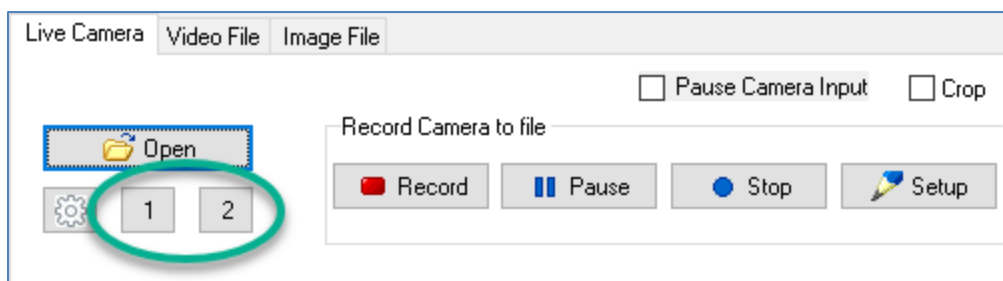 Live Camera Video File Image File
Pause Camera Input Crop
Record Camera to file
Open
Record Pause Stop Setup
1 2